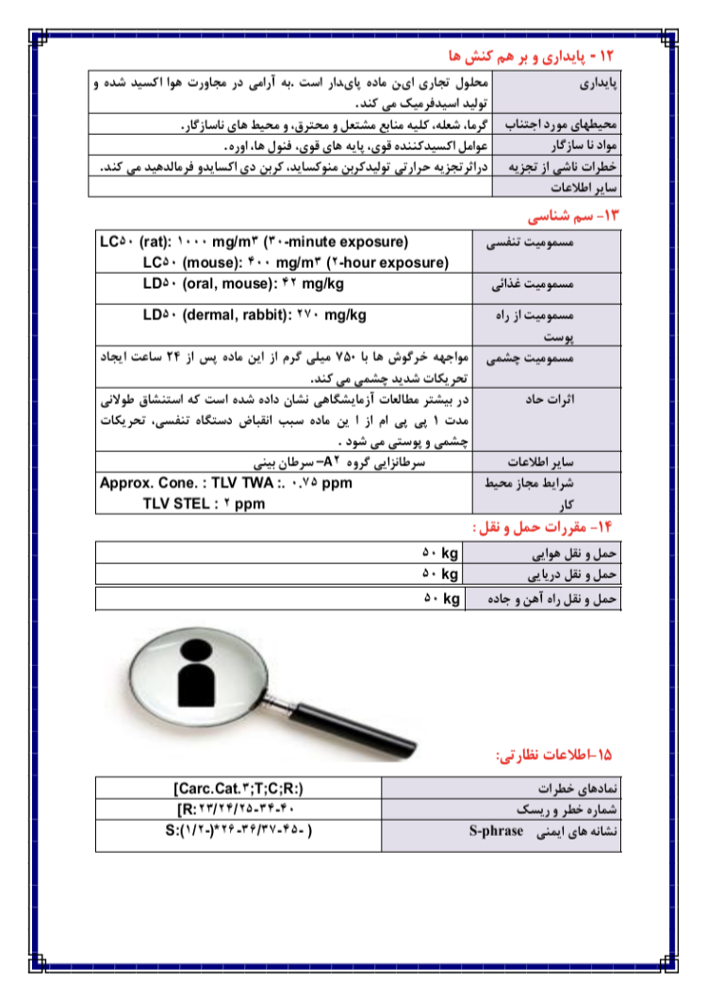 ۱۲ - پایداری و بر هم کنش ها
پایداری
محلول تجاری این ماده پایدار است .به آرامی در مجاورت هوا اکسید شده و
تولید اسیدفرمیک می کند.
محیطهای مورد اجتناب
گرما، شعله، کلیه منابع مشتعل و محترق، و محیط های ناسازگار.
مواد نا سازگار
عوامل اکسیدکننده قوی، پایه های قوی، فنول ها، اوره.
خطرات ناشی از تجزیه
دراثرتجزیه حرارتی تولیدکربن منوکساید، کربن دی اکسایدو فرمالدهید می کند.
سایر اطلاعات
۱۳- سم شناسی
مسمومیت تنفسی
LC۵۰ (rat): ۱۰۰۰ mg/m۳ (۳۰-minute exposure)
LC۵۰ (mouse): ۴۰۰ mg/m۳ (۲-hour exposure)
مسمومیت غذائی
LD۵۰ (oral, mouse): ۴۲ mg/kg
مسمومیت از راه
پوست
LD۵۰ (dermal, rabbit): ۲۷۰ mg/kg
مسمومیت چشمی
مواجهه خرگوش ها با ۷۵۰ میلی گرم از این ماده پس از ۲۴ ساعت ایجاد
تحریکات شدید چشمی می کند.
اثرات حاد
در بیشتر مطالعات آزمایشگاهی نشان داده شده است که استنشاق طولانی
مدت ۱ پی پی ام از ا ین ماده سبب انقباض دستگاه تنفسی، تحریکات
چشمی و پوستی می شود .
سایر اطلاعات
سرطانزایی گروه A۲– سرطان بینی
شرایط مجاز محیط
کار
Approx. Cone. : TLV TWA :. ۰.۷۵ ppm
TLV STEL : ۲ ppm
۱۴- مقررات حمل و نقل :
حمل و نقل هوایی
۵۰ kg
حمل و نقل دریایی
۵۰ kg
حمل و نقل راه آهن و جاده
۵۰ kg
۱۵-اطلاعات نظارتی:
نمادهای خطرات
[Carc.Cat.۳;T;C;R:)
شماره خطر و ریسک
[R:۲۳/۲۴/۲۵-۳۴-۴۰
نشانه های ایمنی S-phrase
S:(۱/۲-)*۲۶-۳۶/۳۷-۴۵- )